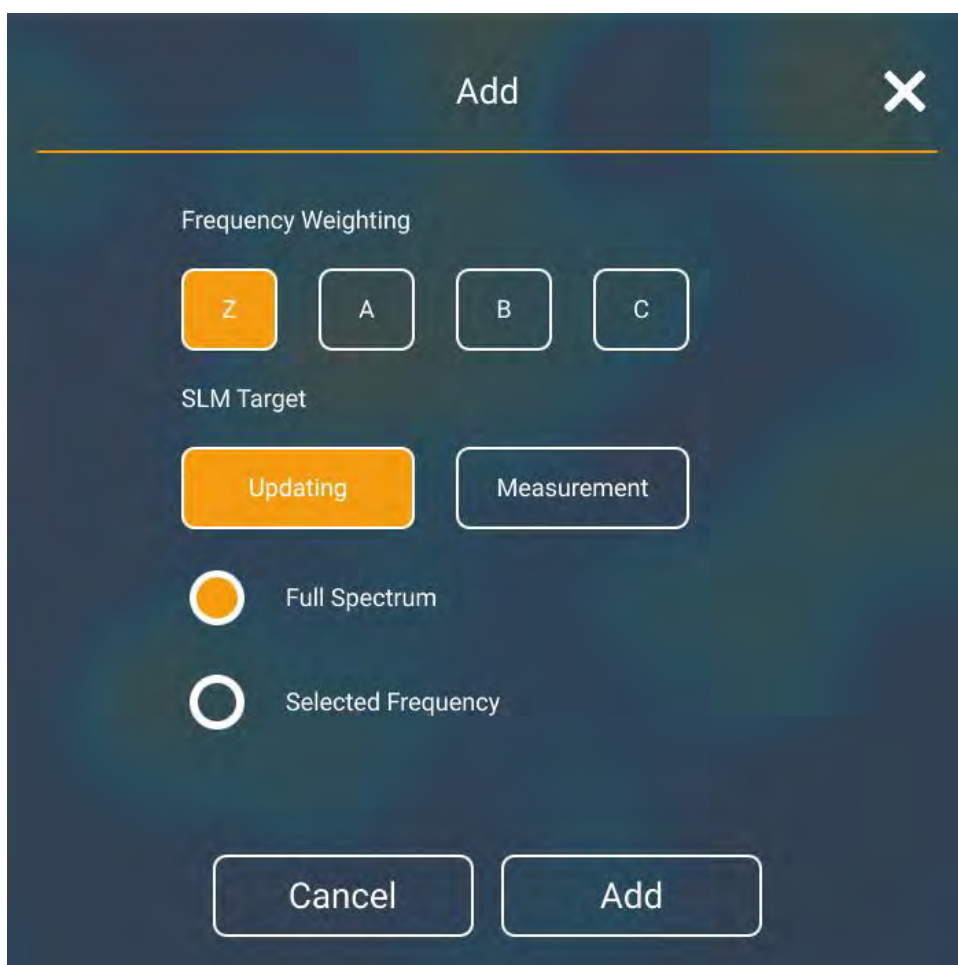 Add
Frequency Weighting
Z A B C
SLM Target
Updating Measurement
Full Spectrum
Selected Frequency
Cancel Add